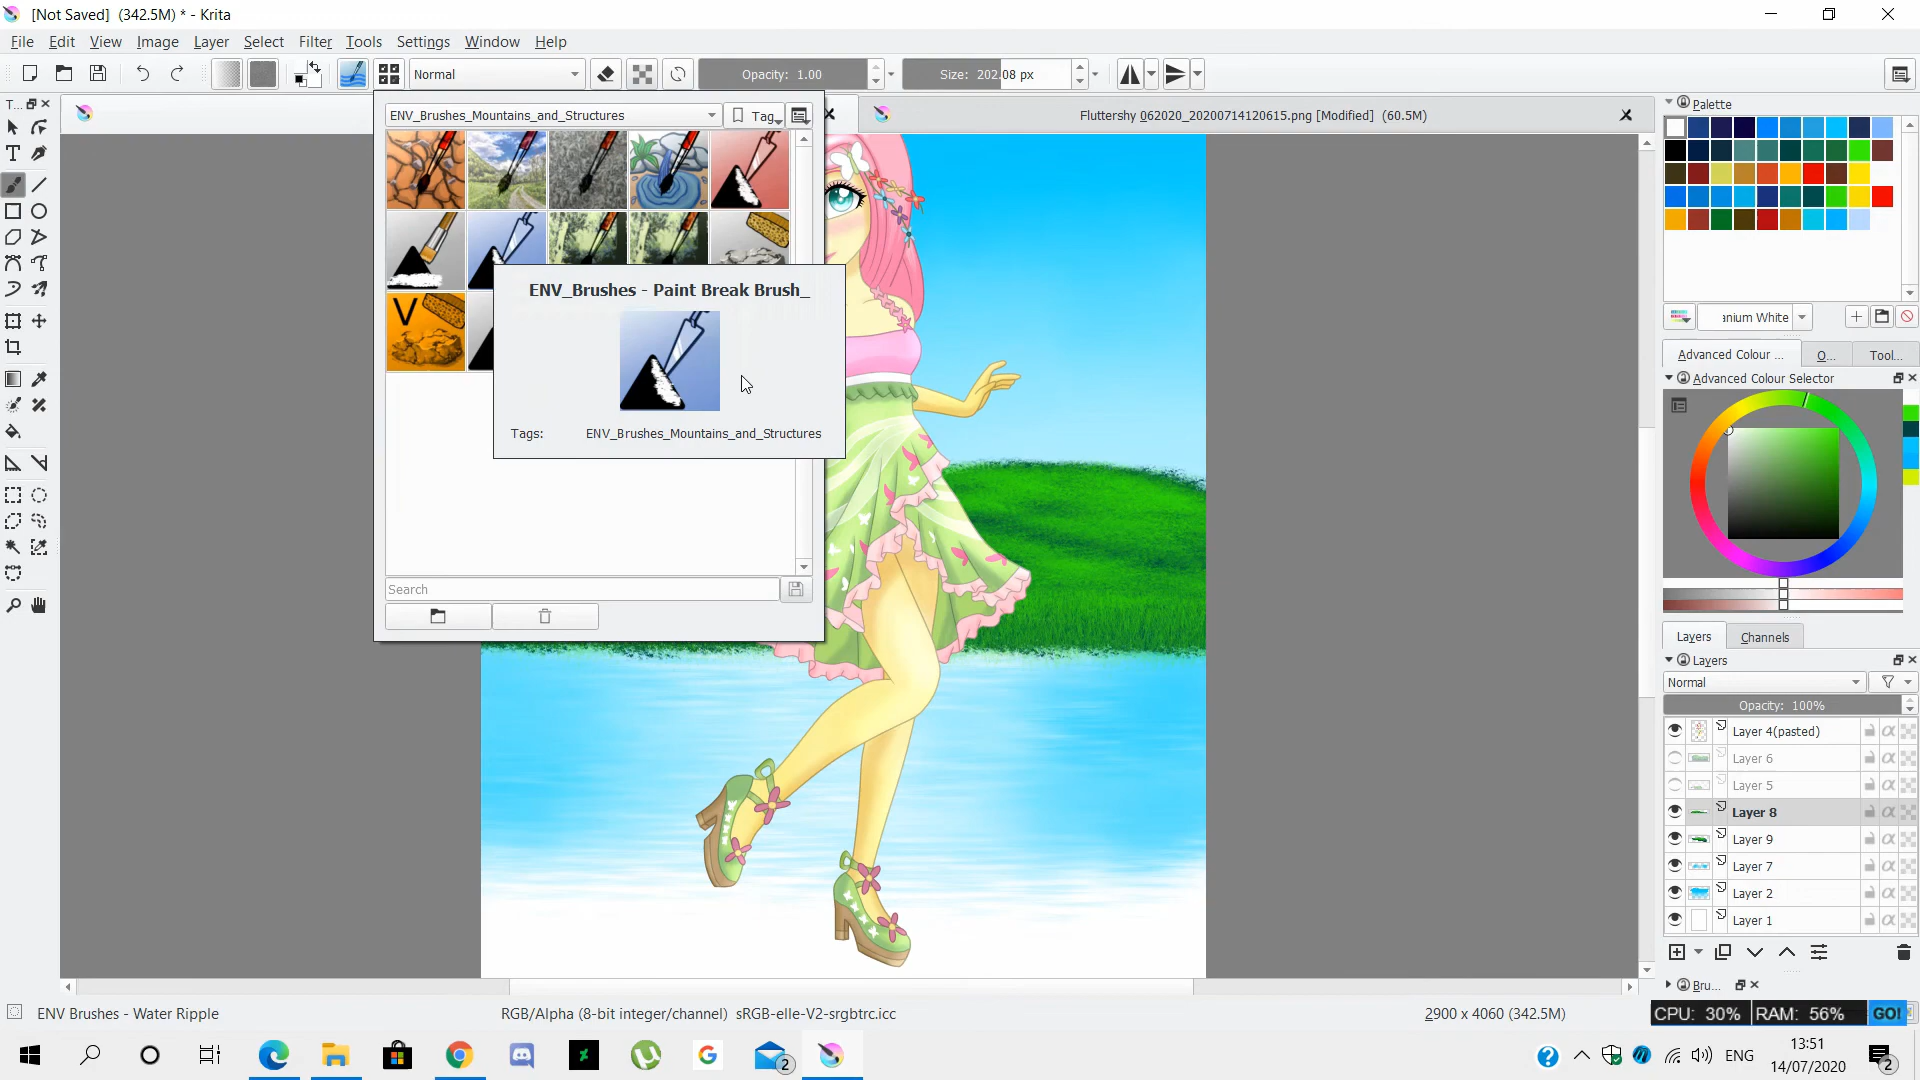 [Not Saved] (342.5M) * - Krita
File Edit View Image Layer Select Filter Tools Settings Window Help
Normal
Opacity: 1.00
Size: 202.08 px
T...
ENV_Brushes_Mountains_and_Structures
Tag
Fluttershy 062020_20200714120615.png [Modified] (60.5M)
Palette
V
ENV_Brushes - Paint Break Brush_
Tags: ENV_Brushes_Mountains_and_Structures
anium White
Advanced Colour ... O... Tool...
Advanced Colour Selector
Search
Layers Channels
Layers
Normal
Opacity: 100%
Layer 4(pasted)
Layer 6
Layer 5
Layer 8
Layer 9
Layer 7
Layer 2
Layer 1
Bru...
ENV Brushes - Water Ripple
RGB/Alpha (8-bit integer/channel) sRGB-elle-V2-srgbtrc.icc
2900 x 4060 (342.5M)
CPU: 30% RAM: 56% GO!
2
ENG
13:51
14/07/2020
2